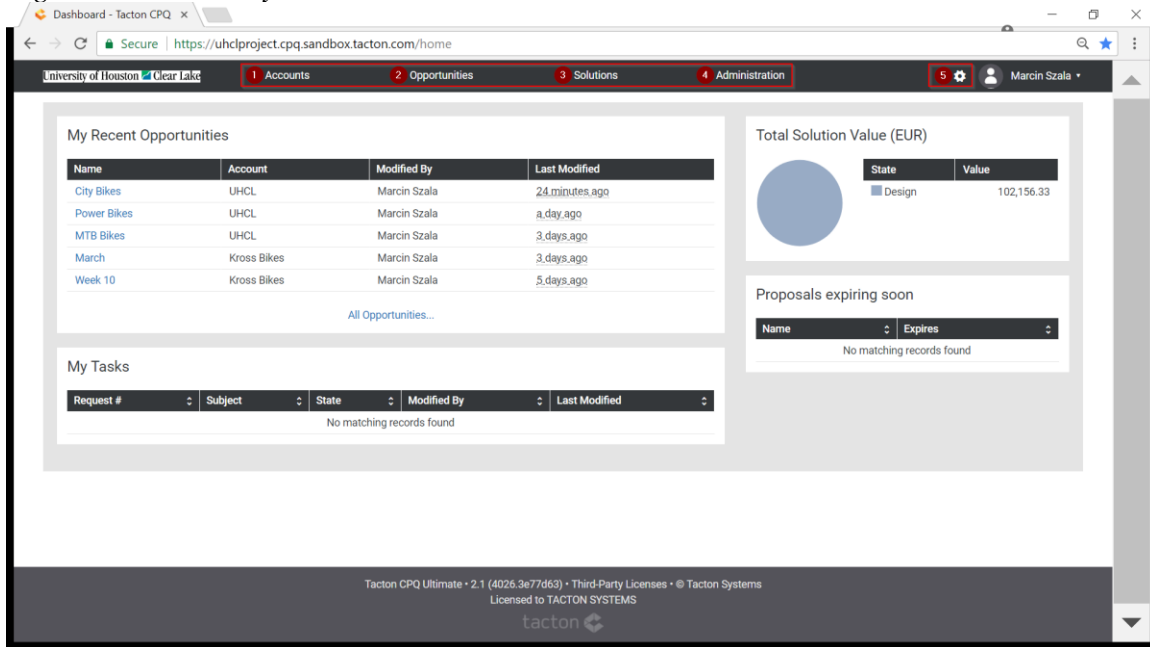 Dashboard - Tacton CPQ
Secure | https://uhclproject.cpq.sandbox.tacton.com/home
University of Houston Clear Lake 1 Accounts 2 Opportunities 3 Solutions 4 Administration 5 Marcin Szala
My Recent Opportunities
Name Account Modified By Last Modified
City Bikes UHCL Marcin Szala 24 minutes ago
Power Bikes UHCL Marcin Szala a day ago
MTB Bikes UHCL Marcin Szala 3 days ago
March Kross Bikes Marcin Szala 3 days ago
Week 10 Kross Bikes Marcin Szala 5 days ago
All Opportunities...
My Tasks
Request # Subject State Modified By Last Modified
No matching records found
Total Solution Value (EUR)
State Value
Design 102,156.33
Proposals expiring soon
Name Expires
No matching records found
Tacton CPQ Ultimate • 2.1 (4026.3e77d63) • Third-Party Licenses • © Tacton Systems
Licensed to TACTON SYSTEMS
tacton